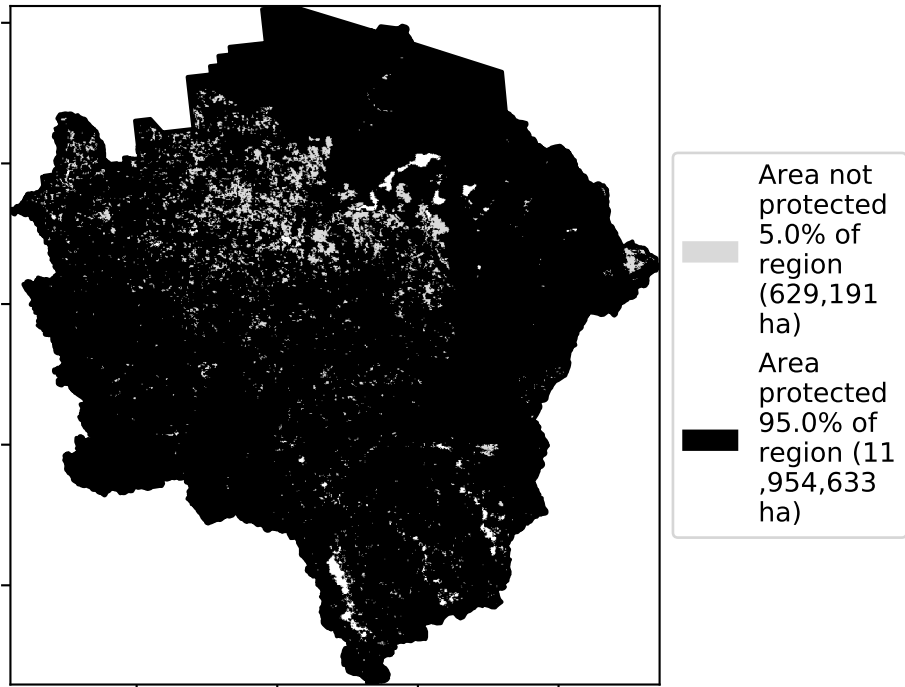 Area not
protected
5.0% of
region
(629,191
ha)
Area
protected
95.0% of
region (11
,954,633
ha)